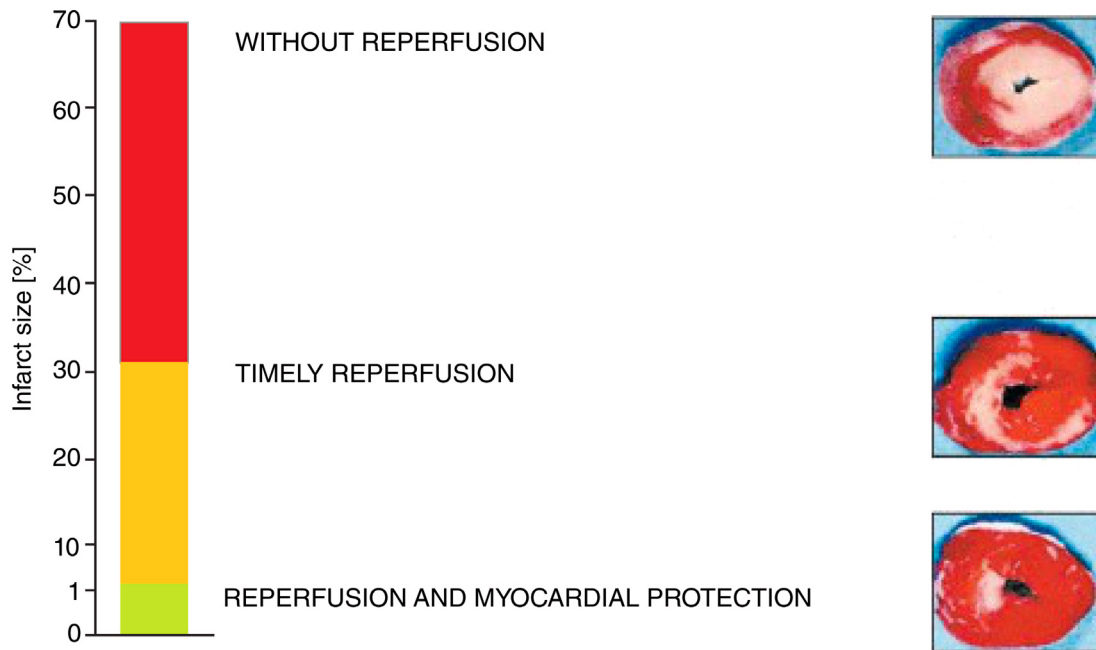 70
WITHOUT REPERFUSION
60
50
40
Infarct size [%]
30
TIMELY REPERFUSION
20
10
1
REPERFUSION AND MYOCARDIAL PROTECTION
0